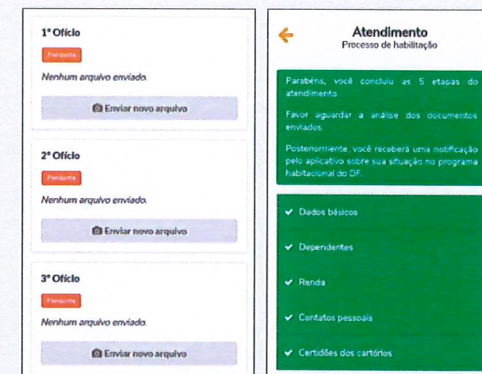 1º Ofício
Pendente
Nenhum arquivo enviado.
Enviar novo arquivo
2º Ofício
Pendente
Nenhum arquivo enviado.
Enviar novo arquivo
3º Ofício
Pendente
Nenhum arquivo enviado.
Enviar novo arquivo
Atendimento
Processo de habilitação
Parabéns, você concluiu as 5 etapas do
atendimento.
Favor aguardar a análise dos documentos
enviados.
Posteriormente, você receberá uma notificação
pelo aplicativo sobre sua situação no programa
habitacional do DF.
Dados básicos
Dependentes
Renda
Contatos pessoais
Certidões dos cartórios